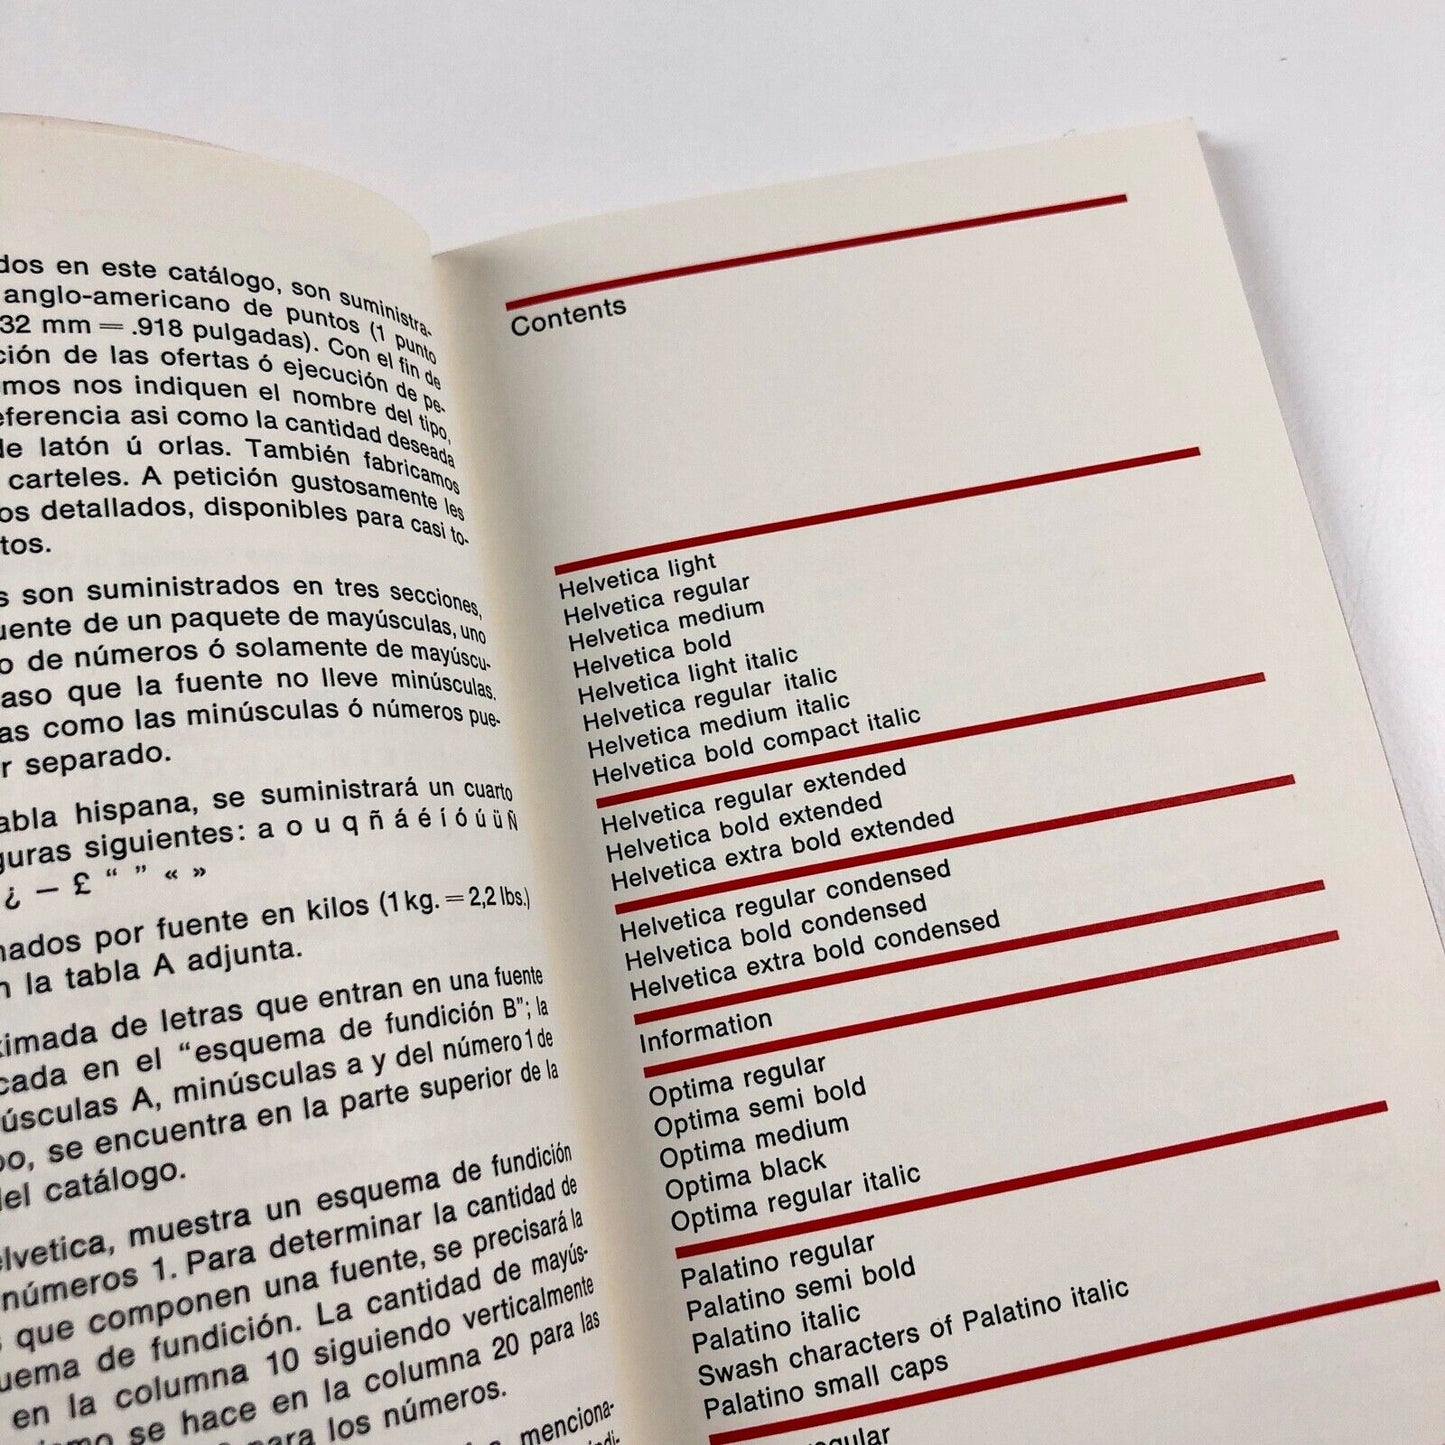 dos en este catálogo, son suministra-
anglo-americano de puntos (1 punto
32 mm = .918 pulgadas). Con el fin de
ción de las ofertas ó ejecución de pe-
mos nos indiquen el nombre del tipo,
eferencia asi como la cantidad deseada
de latón ú orlas. También fabricamos
carteles. A petición gustosamente les
os detallados, disponibles para casi to-
tos.
s son suministrados en tres secciones,
uente de un paquete de mayúsculas, uno
o de números ó solamente de mayúscu-
aso que la fuente no lleve minúsculas.
as como las minúsculas ó números pue-
r separado.
abla hispana, se suministrará un cuarto
guras siguientes: a o u q ñ á é í ó ú ü Ñ
¿ — £ “ ” « »
nados por fuente en kilos (1 kg. = 2,2 lbs.)
n la tabla A adjunta.
ximada de letras que entran en una fuente
cada en el “esquema de fundición B”; la
úsculas A, minúsculas a y del número 1 de
po, se encuentra en la parte superior de la
del catálogo.
elvetica, muestra un esquema de fundición
números 1. Para determinar la cantidad de
s que componen una fuente, se precisará la
uema de fundición. La cantidad de mayús-
en la columna 10 siguiendo verticalmente
ismo se hace en la columna 20 para las
para los números.
menciona-
Contents
Helvetica light
Helvetica regular
Helvetica medium
Helvetica bold
Helvetica light italic
Helvetica regular italic
Helvetica medium italic
Helvetica bold compact italic
Helvetica regular extended
Helvetica bold extended
Helvetica extra bold extended
Helvetica regular condensed
Helvetica bold condensed
Helvetica extra bold condensed
Information
Optima regular
Optima semi bold
Optima medium
Optima black
Optima regular italic
Palatino regular
Palatino semi bold
Palatino italic
Swash characters of Palatino italic
Palatino small caps